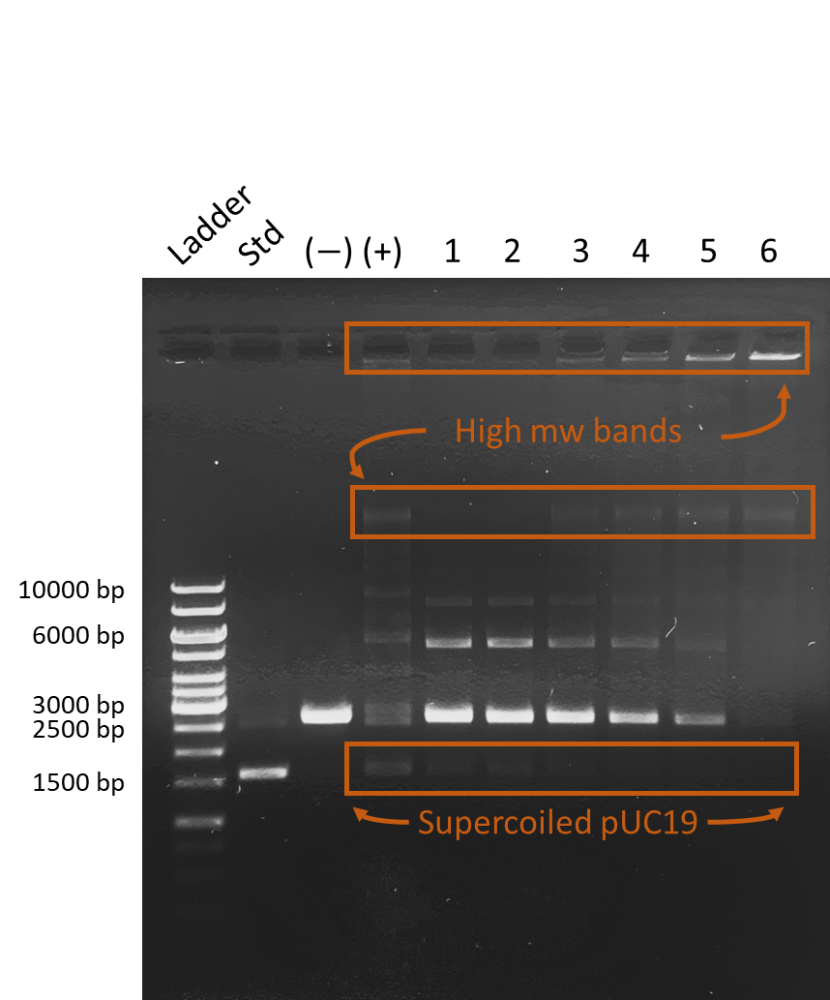 Ladder
Std
(—) (+) 1 2 3 4 5 6
High mw bands
10000 bp
6000 bp
3000 bp
2500 bp
1500 bp
Supercoiled pUC19